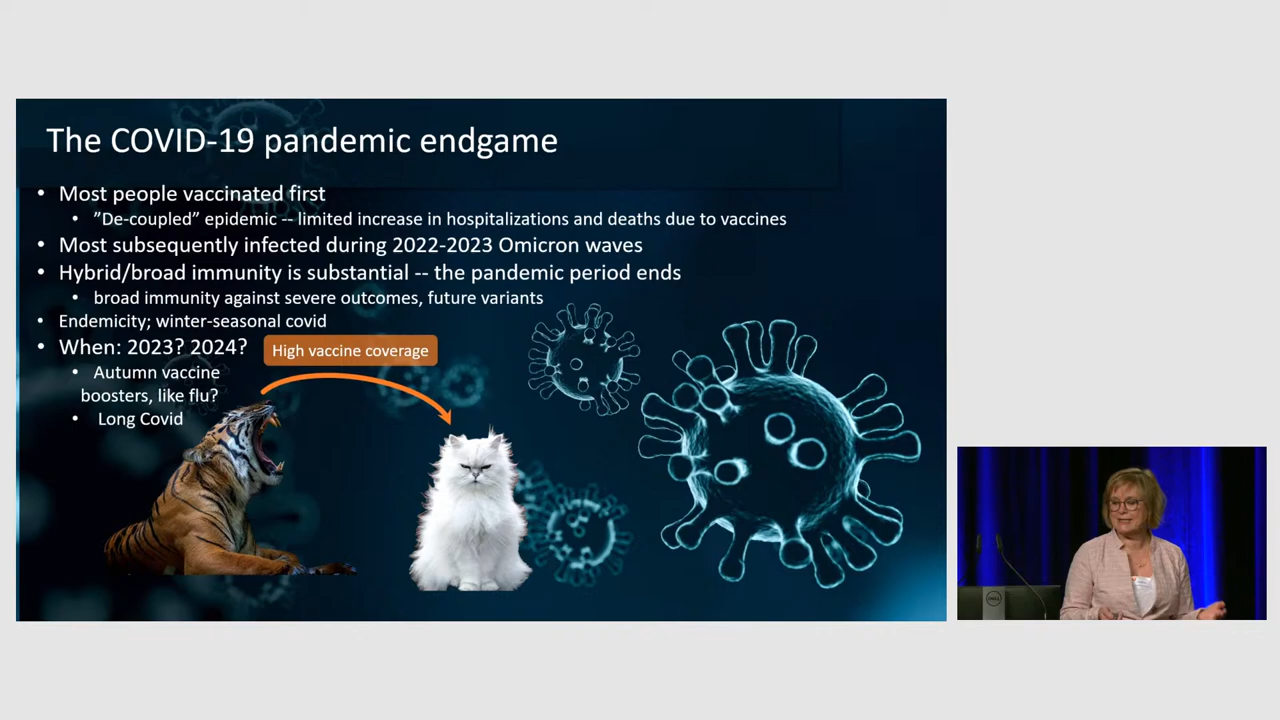 The COVID-19 pandemic endgame
• Most people vaccinated first
• ”De-coupled” epidemic -- limited increase in hospitalizations and deaths due to vaccines
• Most subsequently infected during 2022-2023 Omicron waves
• Hybrid/broad immunity is substantial -- the pandemic period ends
• broad immunity against severe outcomes, future variants
• Endemicity; winter-seasonal covid
• When: 2023? 2024?
High vaccine coverage
• Autumn vaccine
boosters, like flu?
• Long Covid
DELL